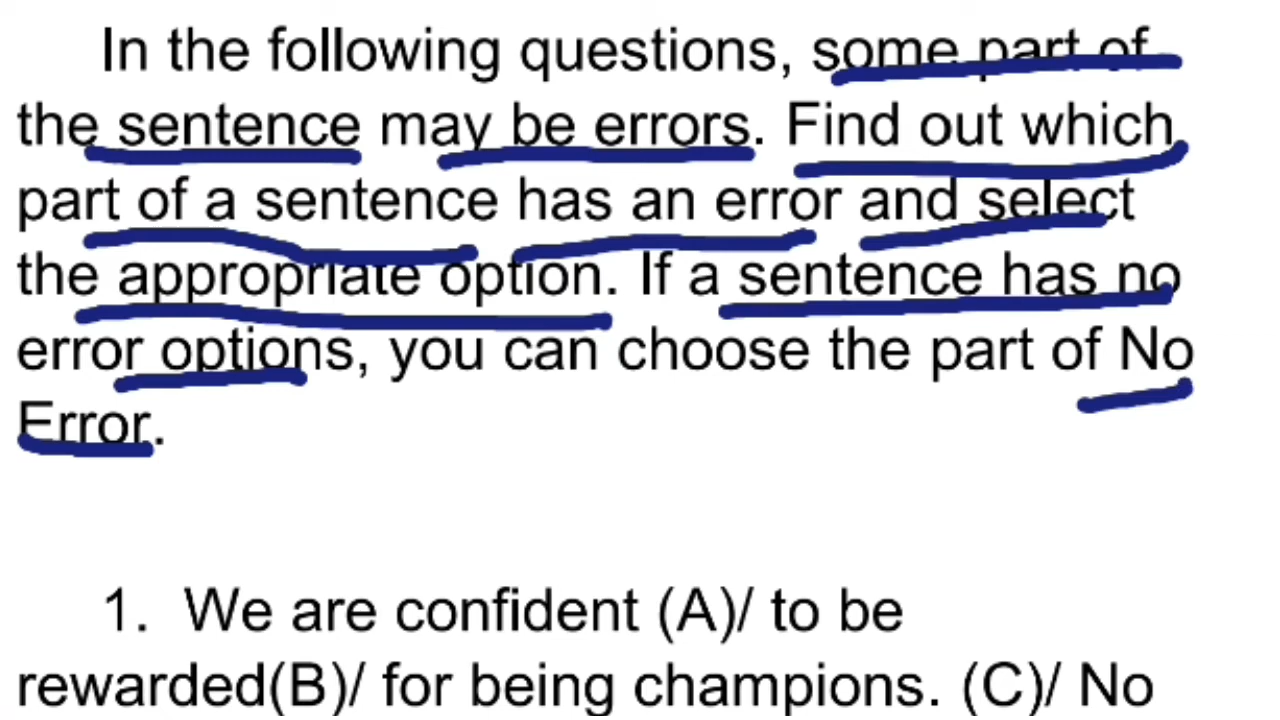 In the following questions, some part of
the sentence may be errors. Find out which
part of a sentence has an error and select
the appropriate option. If a sentence has no
error options, you can choose the part of No
Error.
1. We are confident (A)/ to be
rewarded(B)/ for being champions. (C)/ No